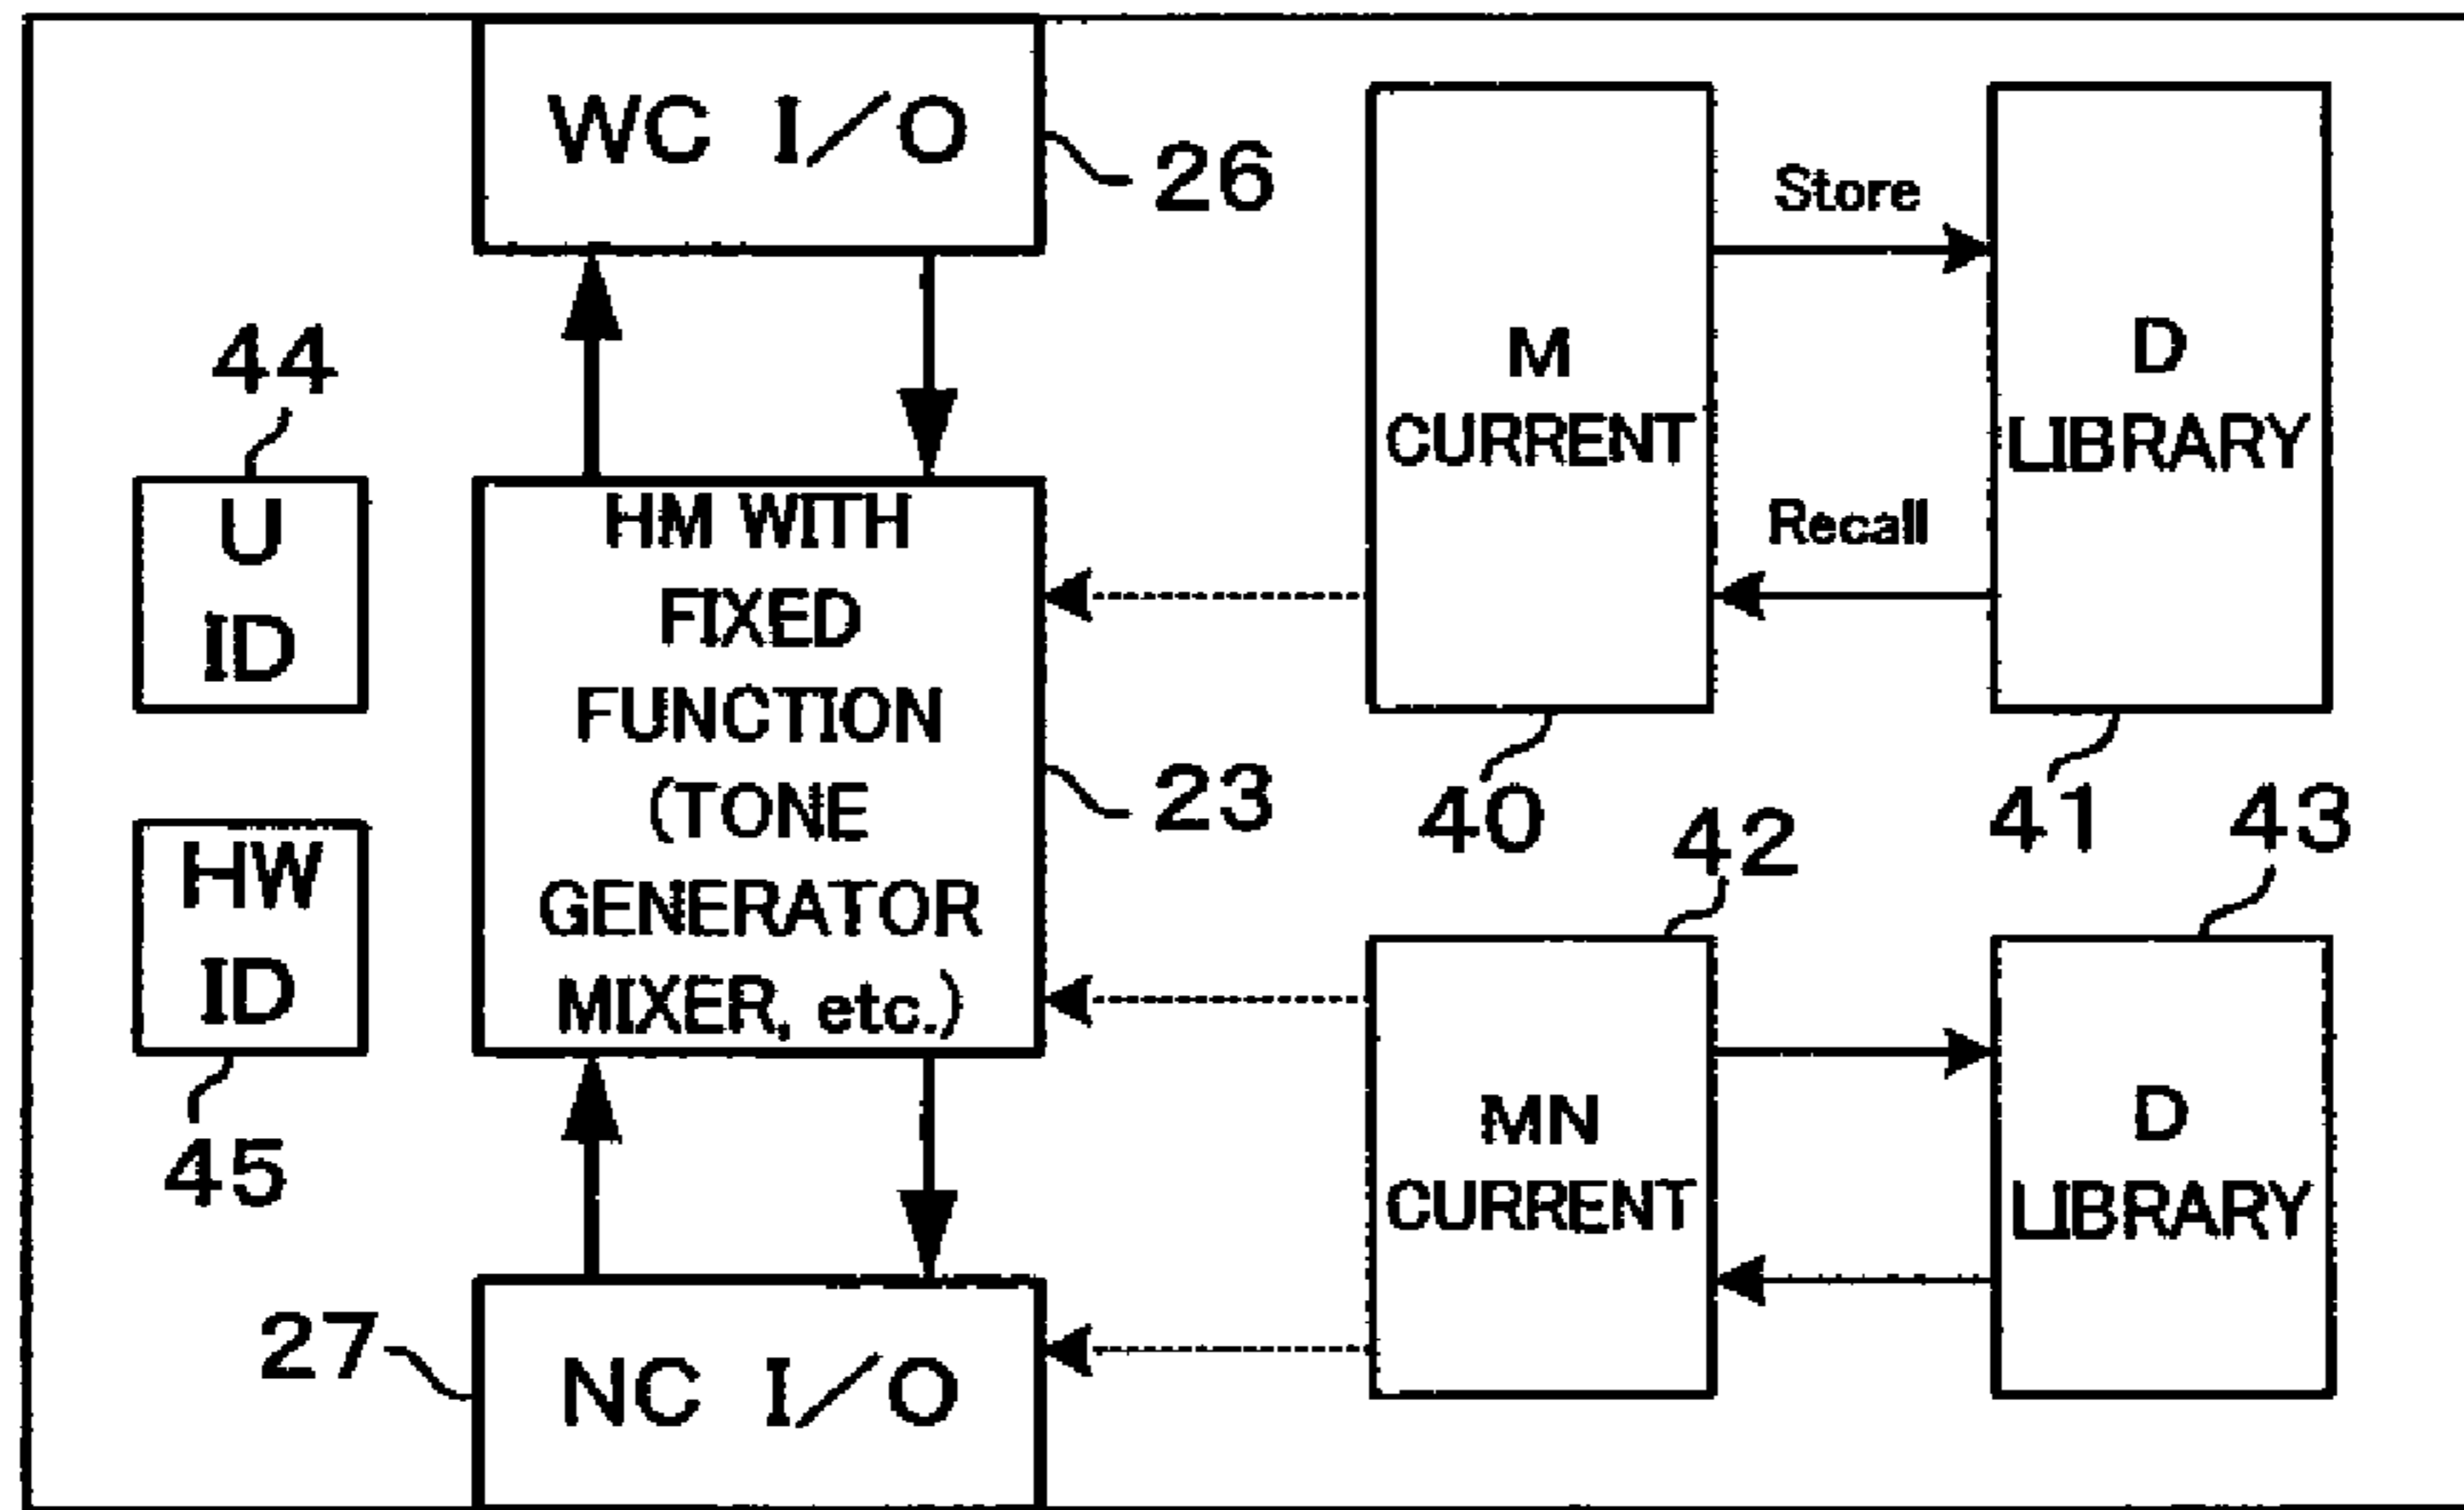 WC I/O
26
Store
M
CURRENT
D
LIBRARY
Recall
44
U
ID
HM WITH
FIXED
FUNCTION
(TONE
GENERATOR
MIXER, etc.)
23
40
41
43
42
HW
ID
45
MN
CURRENT
D
LIBRARY
27
NC I/O